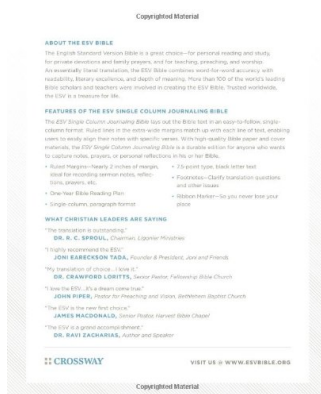 Copyrighted Material
ABOUT THE ESV BIBLE
The English Standard Version Bible is a great choice—for personal reading and study,
for private devotions and family prayers, and for teaching, preaching, and worship.
An essentially literal translation, the ESV Bible combines word-for-word accuracy with
readability, literary excellence, and depth of meaning. More than 100 of the world's leading
Bible scholars and teachers were involved in creating the ESV Bible. Trusted worldwide,
the ESV is a treasure for life.
FEATURES OF THE ESV SINGLE COLUMN JOURNALING BIBLE
The ESV Single Column Journaling Bible lays out the Bible text in an easy-to-follow, single-
column format. Ruled lines in the extra-wide margins match up with each line of text, enabling
users to easily align their notes with specific verses. With high-quality Bible paper and cover
materials, the ESV Single Column Journaling Bible is a durable edition for anyone who wants
to capture notes, prayers, or personal reflections in his or her Bible.
• Ruled Margins—Nearly 2 inches of margin,
ideal for recording sermon notes, reflec-
tions, prayers, etc.
• One-Year Bible Reading Plan
• Single-column, paragraph format
• 7.5-point type, black letter text
• Footnotes—Clarify translation questions
and other issues
• Ribbon Marker—So you never lose your
place
WHAT CHRISTIAN LEADERS ARE SAYING
"The translation is outstanding."
DR. R. C. SPROUL, Chairman, Ligonier Ministries
"I highly recommend the ESV."
JONI EARECKSON TADA, Founder & President, Joni and Friends
"My translation of choice...I love it."
DR. CRAWFORD LORITTS, Senior Pastor, Fellowship Bible Church
"I love the ESV...It's a dream come true."
JOHN PIPER, Pastor for Preaching and Vision, Bethlehem Baptist Church
"The ESV is the new first choice."
JAMES MACDONALD, Senior Pastor, Harvest Bible Chapel
"The ESV is a grand accomplishment."
DR. RAVI ZACHARIAS, Author and Speaker
CROSSWAY
VISIT US @ WWW.ESVBIBLE.ORG
Copyrighted Material